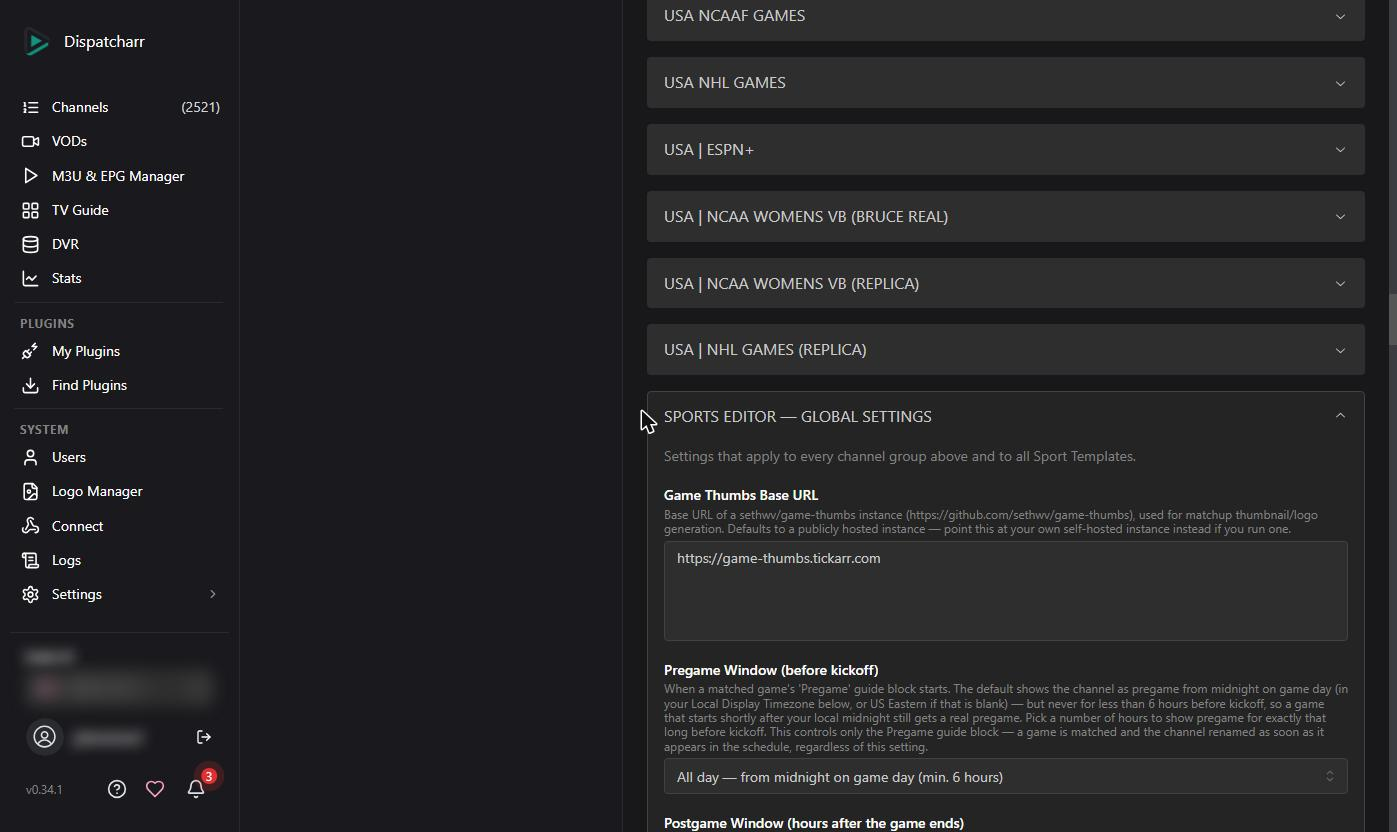 Dispatcharr
Channels (2521)
VODs
M3U & EPG Manager
TV Guide
DVR
Stats
PLUGINS
My Plugins
Find Plugins
SYSTEM
Users
Logo Manager
Connect
Logs
Settings
3
v0.34.1
USA NCAAF GAMES
USA NHL GAMES
USA | ESPN+
USA | NCAA WOMENS VB (BRUCE REAL)
USA | NCAA WOMENS VB (REPLICA)
USA | NHL GAMES (REPLICA)
SPORTS EDITOR — GLOBAL SETTINGS
Settings that apply to every channel group above and to all Sport Templates.
Game Thumbs Base URL
Base URL of a sethwv/game-thumbs instance (https://github.com/sethwv/game-thumbs), used for matchup thumbnail/logo
generation. Defaults to a publicly hosted instance — point this at your own self-hosted instance instead if you run one.
https://game-thumbs.tickarr.com
Pregame Window (before kickoff)
When a matched game's 'Pregame' guide block starts. The default shows the channel as pregame from midnight on game day (in
your Local Display Timezone below, or US Eastern if that is blank) — but never for less than 6 hours before kickoff, so a game
that starts shortly after your local midnight still gets a real pregame. Pick a number of hours to show pregame for exactly that
long before kickoff. This controls only the Pregame guide block — a game is matched and the channel renamed as soon as it
appears in the schedule, regardless of this setting.
All day — from midnight on game day (min. 6 hours)
Postgame Window (hours after the game ends)